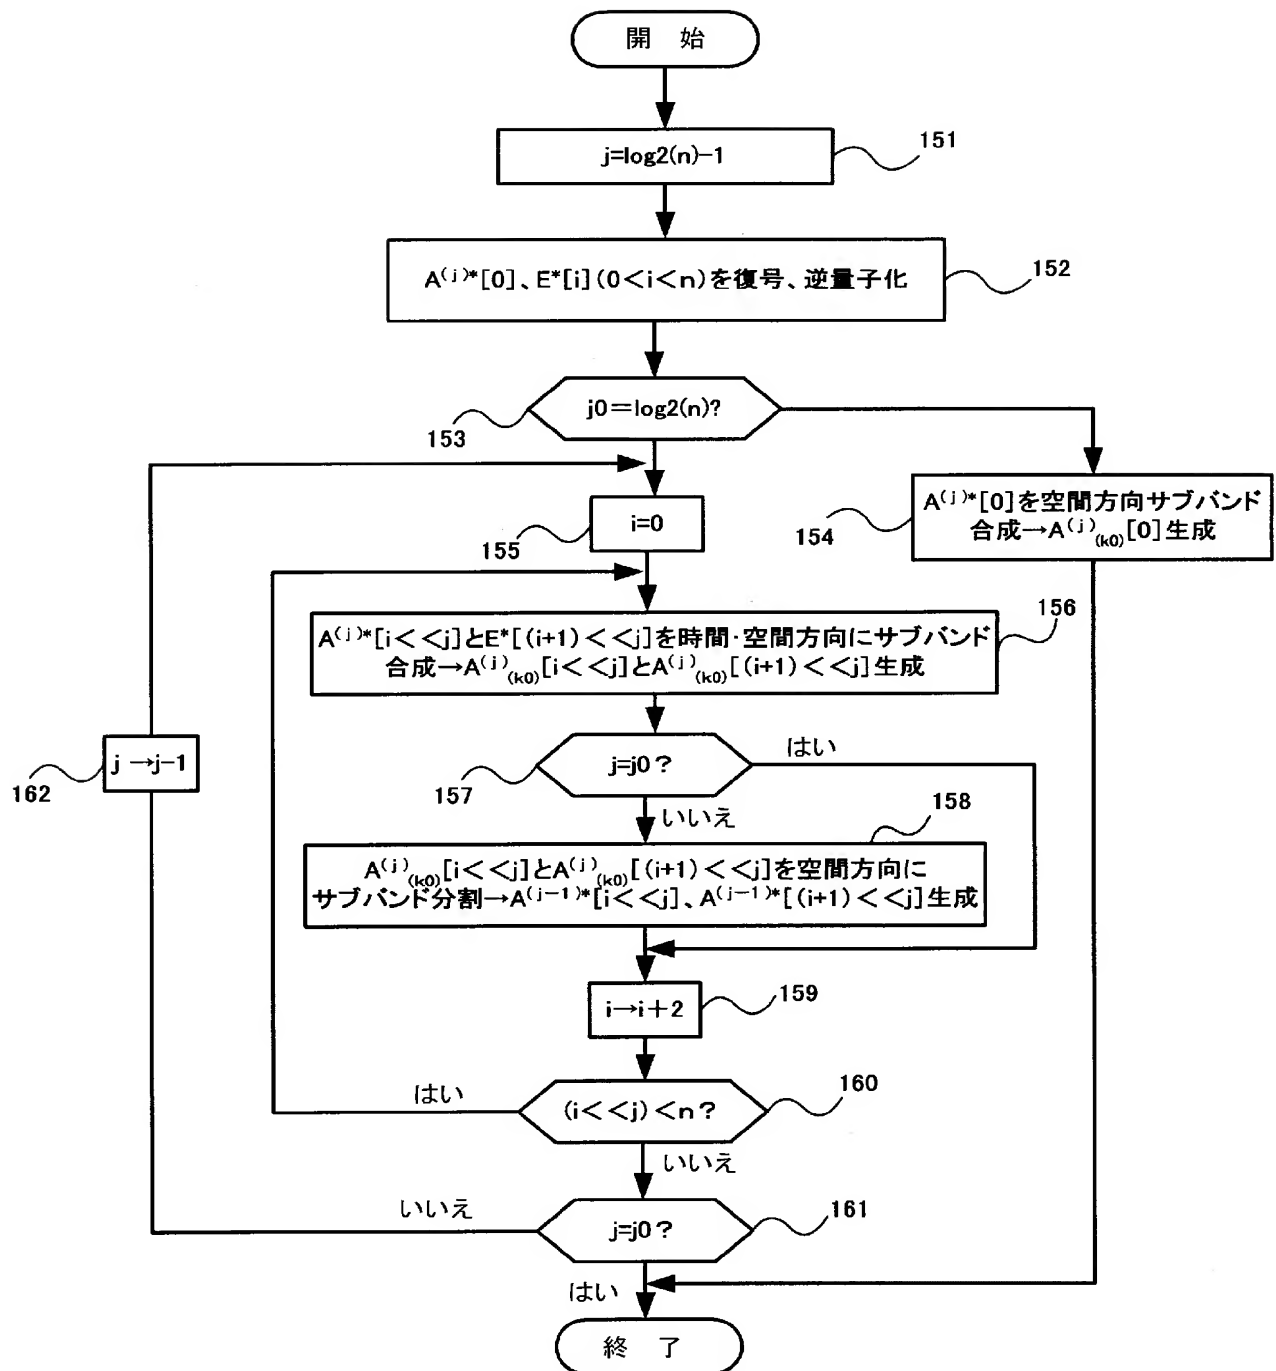 開　始
j=log2(n)-1
151
A(j)*[0]、E*[i](0<i<n)を復号、逆量子化
152
j0=log2(n)?
153
A(j)*[0]を空間方向サブバンド
合成→A(j)(k0)[0]生成
154
i=0
155
A(j)*[i<<j]とE*[(i+1)<<j]を時間･空間方向にサブバンド
合成→A(j)(k0)[i<<j]とA(j)(k0)[(i+1)<<j]生成
156
j=j0?
はい
157
いいえ
158
A(j)(k0)[i<<j]とA(j)(k0)[(i+1)<<j]を空間方向に
サブバンド分割→A(j-1)*[i<<j]、A(j-1)*[(i+1)<<j]生成
j→j-1
162
i→i+2
159
はい
(i<<j)<n?
160
いいえ
いいえ
j=j0?
161
はい
終　了